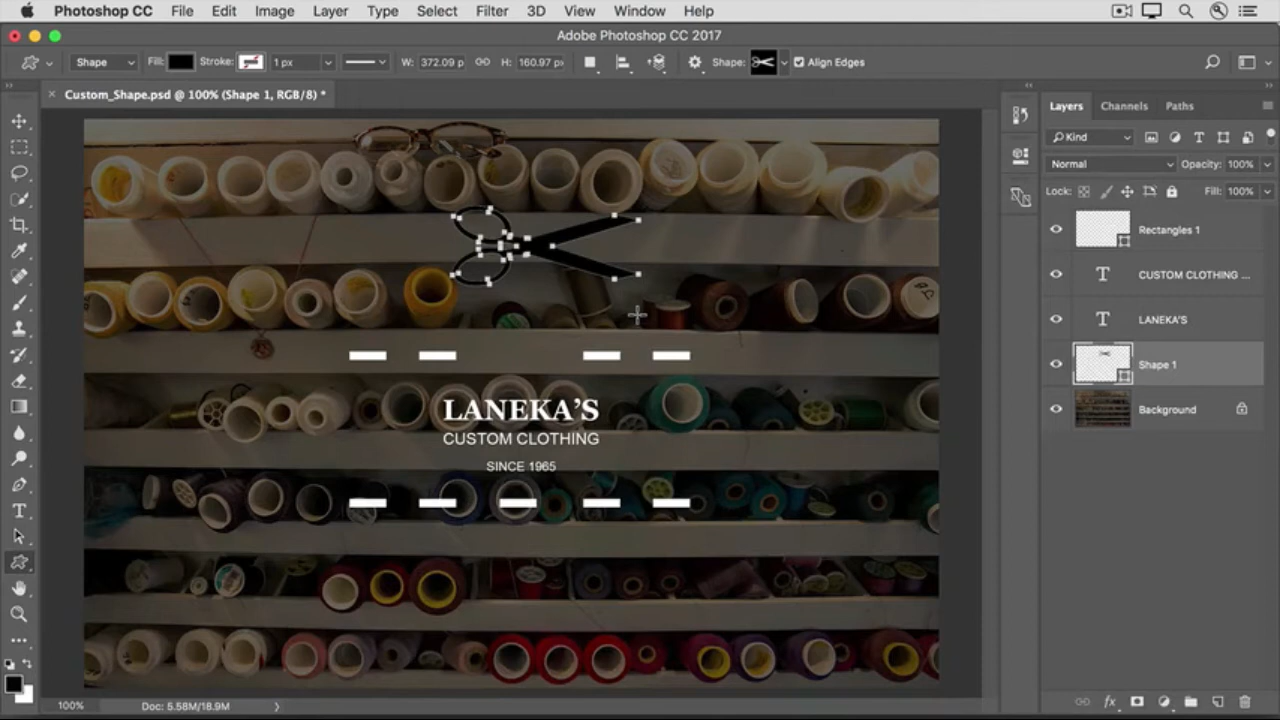 Photoshop CC File Edit Image Layer Type Select Filter 3D View Window Help
Adobe Photoshop CC 2017
Shape Fill: Stroke: 1 px W: 372.09 p H: 160.97 p Shape: Align Edges
× Custom_Shape.psd @ 100% (Shape 1, RGB/8) *
Layers Channels Paths
Kind
Normal Opacity: 100%
Lock: Fill: 100%
Rectangles 1
T CUSTOM CLOTHING ...
T LANEKA'S
Shape 1
Background
LANEKA'S
CUSTOM CLOTHING
SINCE 1965
100% Doc: 5.58M/18.9M
fx